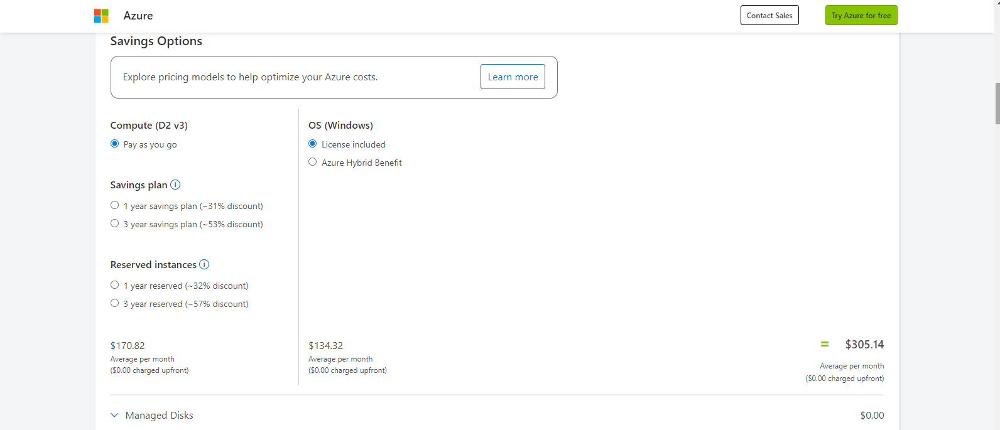 Azure
Contact Sales
Try Azure for free
Savings Options
Explore pricing models to help optimize your Azure costs.
Learn more
Compute (D2 v3)
Pay as you go
Savings plan
1 year savings plan (~31% discount)
3 year savings plan (~53% discount)
Reserved instances
1 year reserved (~32% discount)
3 year reserved (~57% discount)
$170.82
Average per month
($0.00 charged upfront)
OS (Windows)
License included
Azure Hybrid Benefit
$134.32
Average per month
($0.00 charged upfront)
= $305.14
Average per month
($0.00 charged upfront)
Managed Disks
$0.00